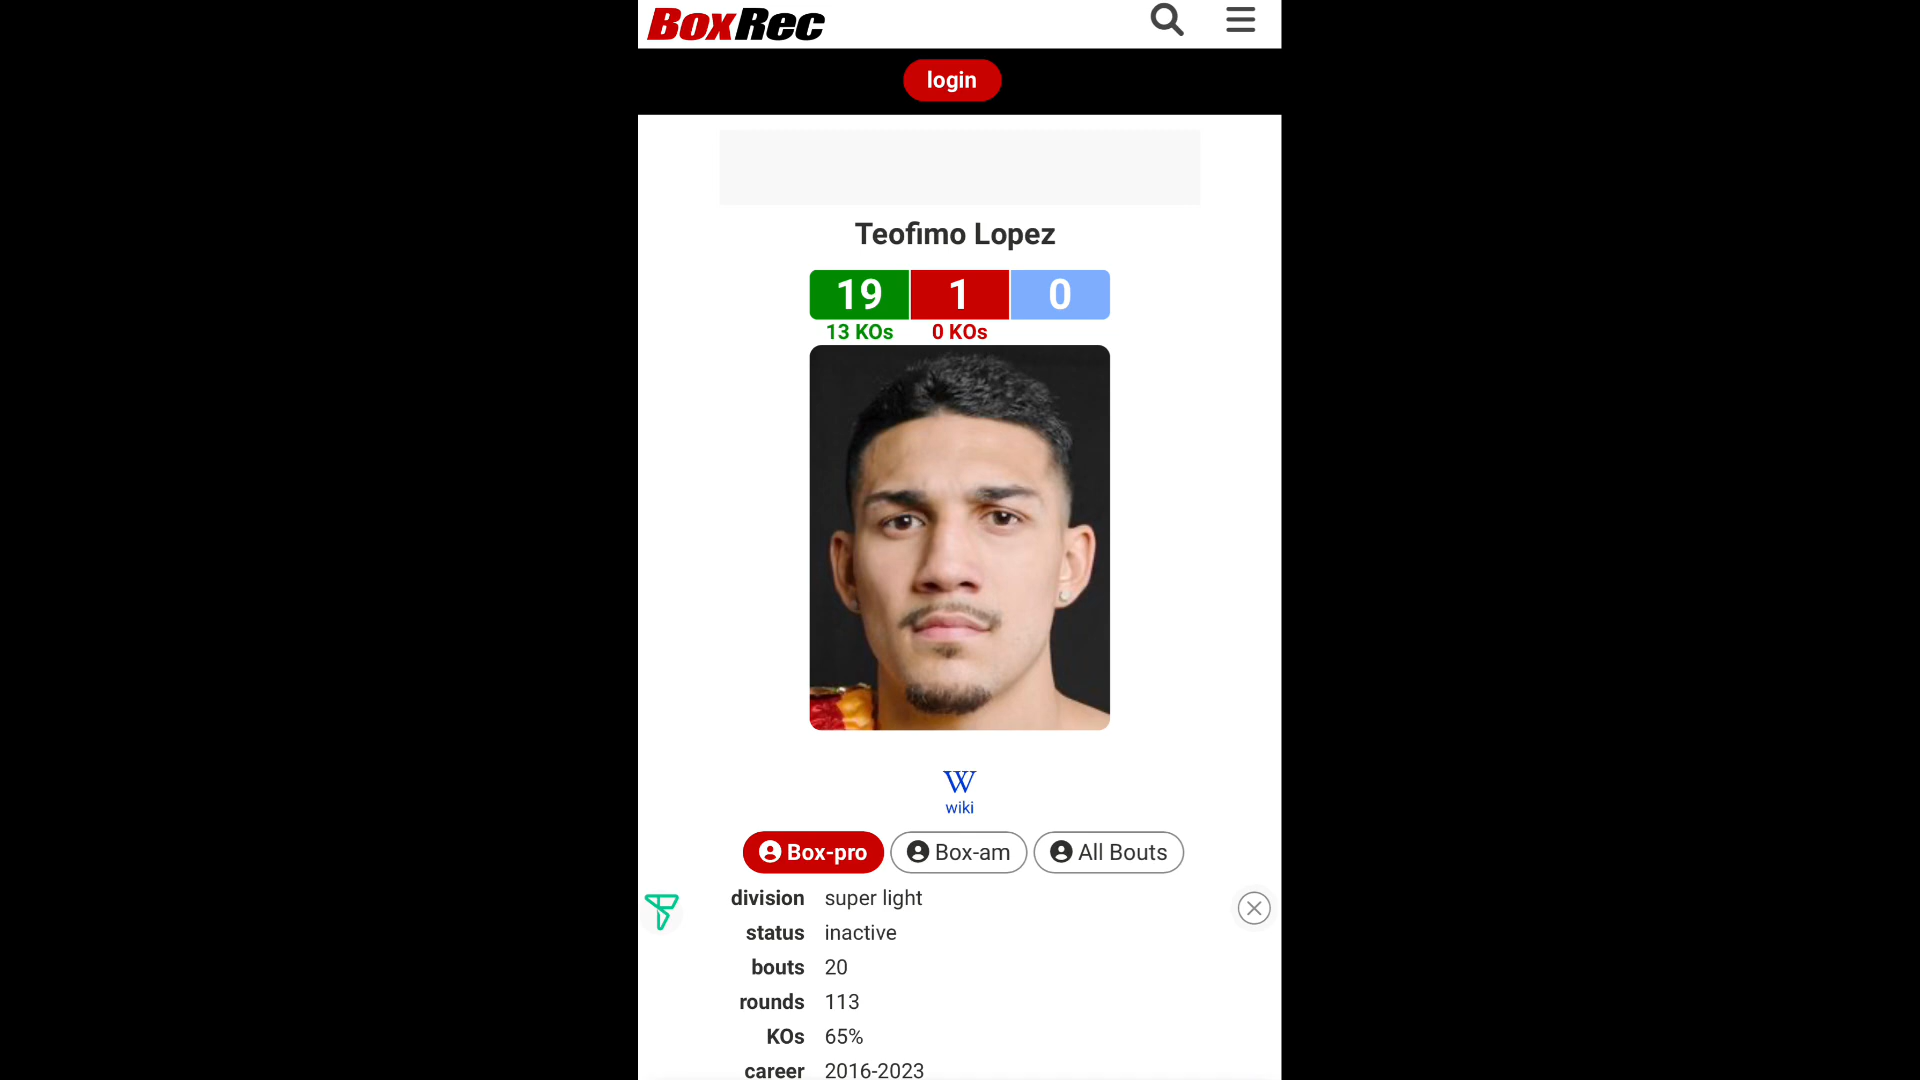 BoxRec
login
Teofimo Lopez
19 1 0
13 KOs 0 KOs
W
wiki
Box-pro Box-am All Bouts
division super light
status inactive
bouts 20
rounds 113
KOs 65%
career 2016-2023